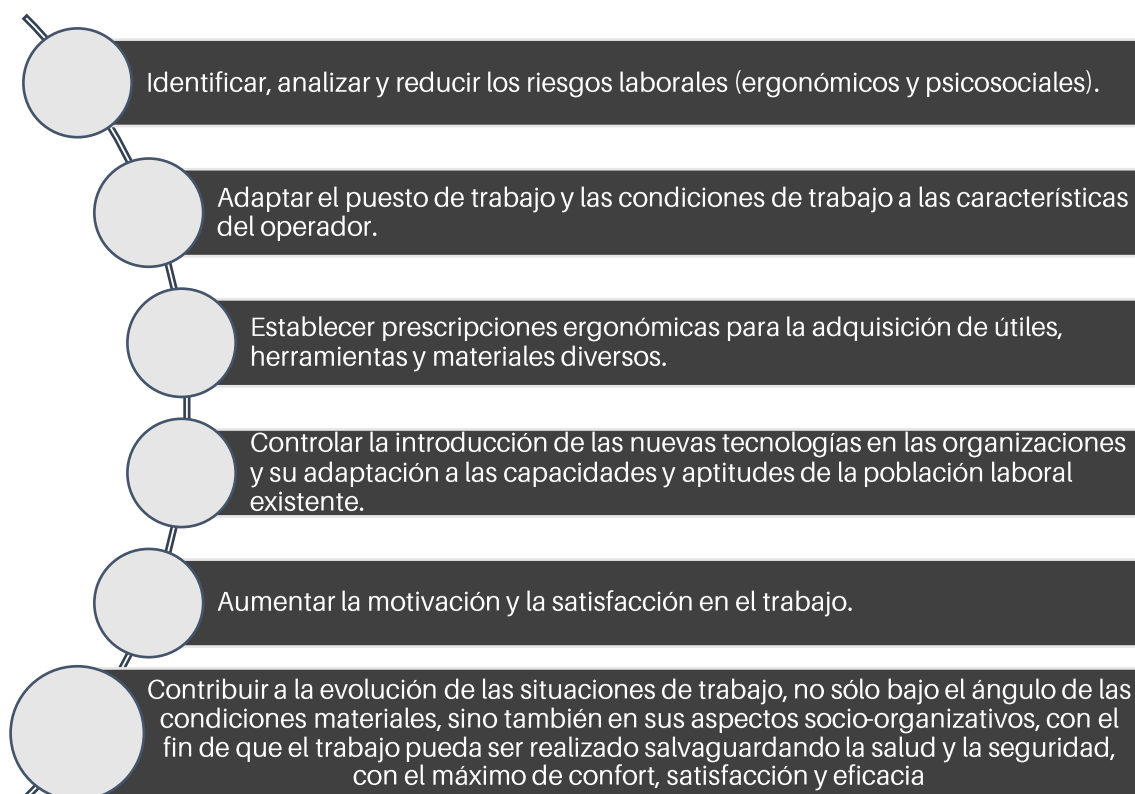 Identificar, analizar y reducir los riesgos laborales (ergonómicos y psicosociales).
Adaptar el puesto de trabajo y las condiciones de trabajo a las características
del operador.
Establecer prescripciones ergonómicas para la adquisición de útiles,
herramientas y materiales diversos.
Controlar la introducción de las nuevas tecnologías en las organizaciones
y su adaptación a las capacidades y aptitudes de la población laboral
existente.
Aumentar la motivación y la satisfacción en el trabajo.
Contribuir a la evolución de las situaciones de trabajo, no sólo bajo el ángulo de las
condiciones materiales, sino también en sus aspectos socio-organizativos, con el
fin de que el trabajo pueda ser realizado salvaguardando la salud y la seguridad,
con el máximo de confort, satisfacción y eficacia